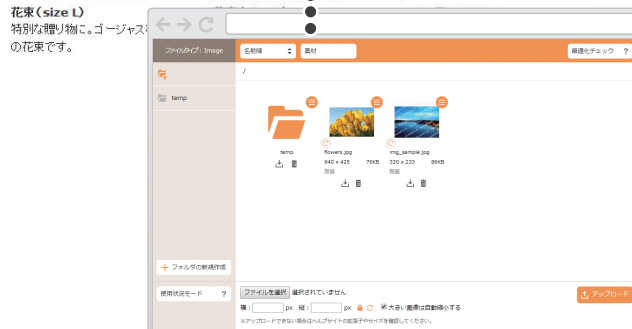 花束（size L）
特別な贈り物に。ゴージャス
の花束です。
ファイルタイプ: Image
名前順
素材
最適化チェック ?
/
temp
temp
flowers.jpg
640 x 425 76KB
問題
img_sample.jpg
330 x 233 86KB
問題
+ フォルダの新規作成
使用状況モード ?
ファイルを選択 選択されていません
横: px 縦: px 大きい画像は自動縮小する
※アップロードできない場合はヘルプサイトの拡張子やサイズを確認してください。
アップロード